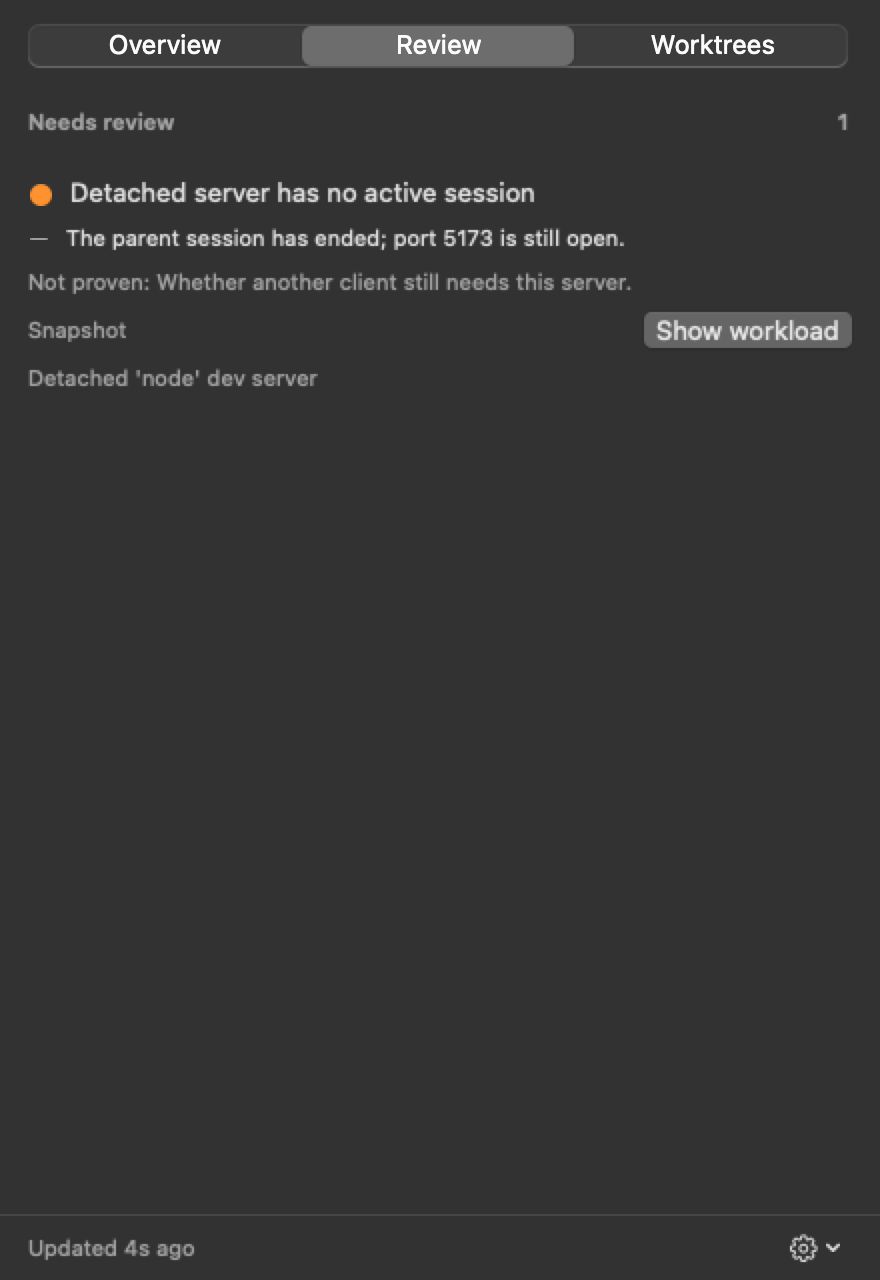 Overview Review Worktrees
Needs review 1
Detached server has no active session
— The parent session has ended; port 5173 is still open.
Not proven: Whether another client still needs this server.
Snapshot Show workload
Detached 'node' dev server
Updated 4s ago